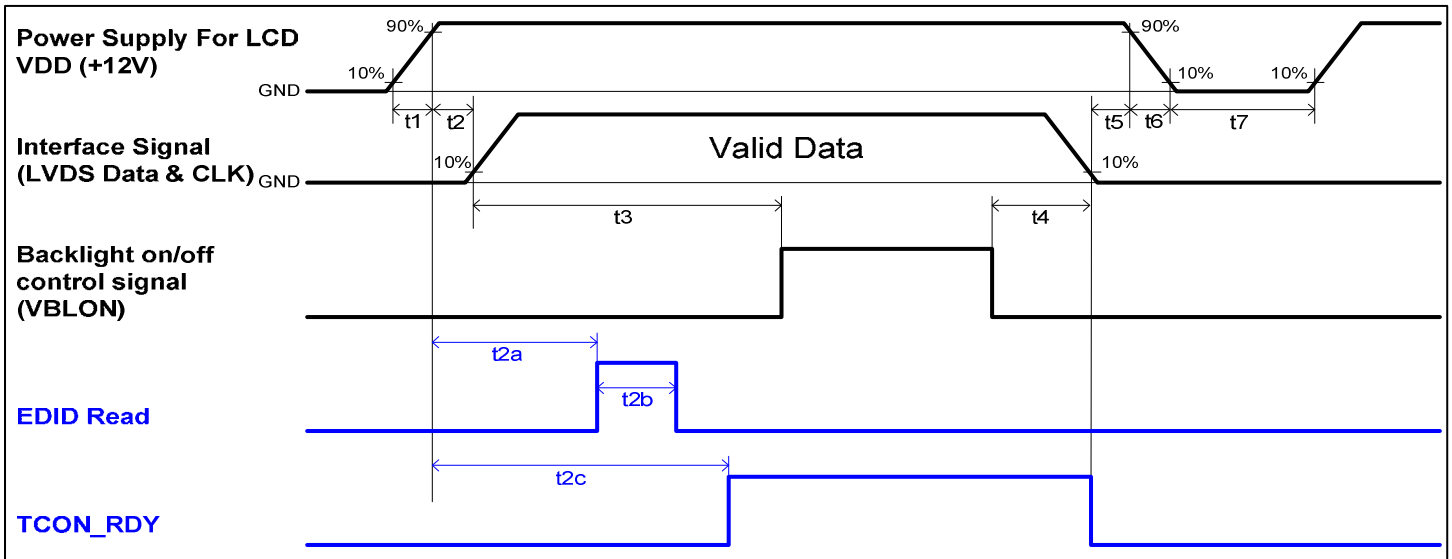 Power Supply For LCD
VDD (+12V)
90%
10%
GND
90%
10%
10%
t1
t2
t5
t6
t7
Interface Signal
(LVDS Data & CLK)
10%
GND
Valid Data
10%
t3
t4
Backlight on/off
control signal
(VBLON)
t2a
t2b
EDID Read
t2c
TCON_RDY